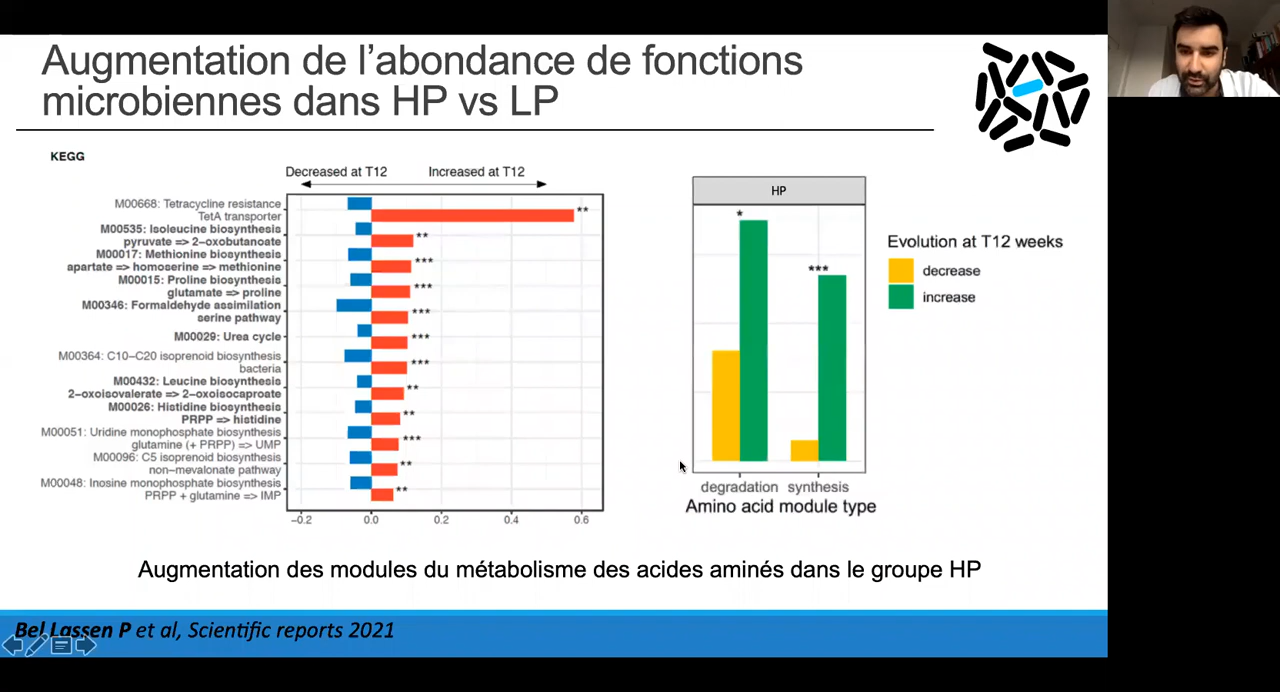 Augmentation de l'abondance de fonctions
microbiennes dans HP vs LP
KEGG
Decreased at T12
Increased at T12
M00668: Tetracycline resistance
TetA transporter
**
M00535: Isoleucine biosynthesis
pyruvate => 2-oxobutanoate
**
M00017: Methionine biosynthesis
apartate => homoserine => methionine
***
M00015: Proline biosynthesis
glutamate => proline
***
M00346: Formaldehyde assimilation
serine pathway
***
M00029: Urea cycle
***
M00364: C10–C20 isoprenoid biosynthesis
bacteria
***
M00432: Leucine biosynthesis
2-oxoisovalerate => 2-oxoisocaproate
**
M00026: Histidine biosynthesis
PRPP => histidine
**
M00051: Uridine monophosphate biosynthesis
glutamine (+ PRPP) => UMP
***
M00096: C5 isoprenoid biosynthesis
non-mevalonate pathway
**
M00048: Inosine monophosphate biosynthesis
PRPP + glutamine => IMP
**
−0.2 0.0 0.2 0.4 0.6
HP
*
***
degradation synthesis
Amino acid module type
Evolution at T12 weeks
decrease
increase
Augmentation des modules du métabolisme des acides aminés dans le groupe HP
Bel Lassen P et al, Scientific reports 2021